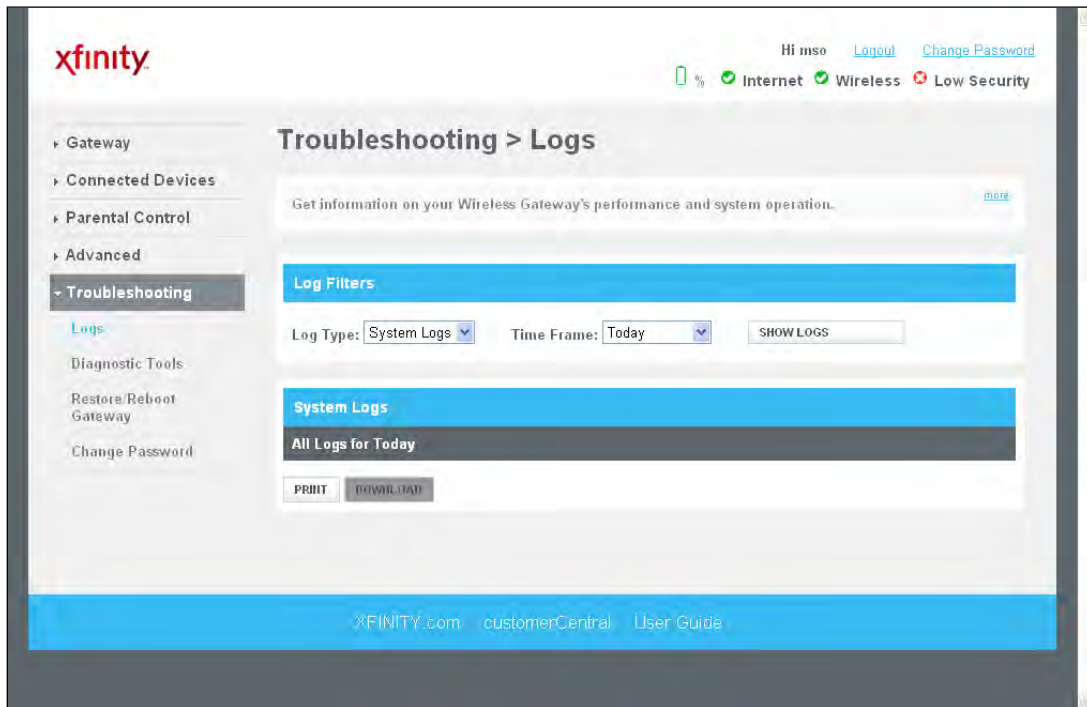 xfinity.
Hi mso Logout Change Password
% Internet Wireless Low Security
Gateway
Connected Devices
Parental Control
Advanced
Troubleshooting
Logs
Diagnostic Tools
Restore/Reboot
Gateway
Change Password
Troubleshooting > Logs
Get information on your Wireless Gateway's performance and system operation.
more
Log Filters
Log Type: System Logs Time Frame: Today SHOW LOGS
System Logs
All Logs for Today
PRINT DOWNLOAD
XFINITY.com customerCentral User Guide